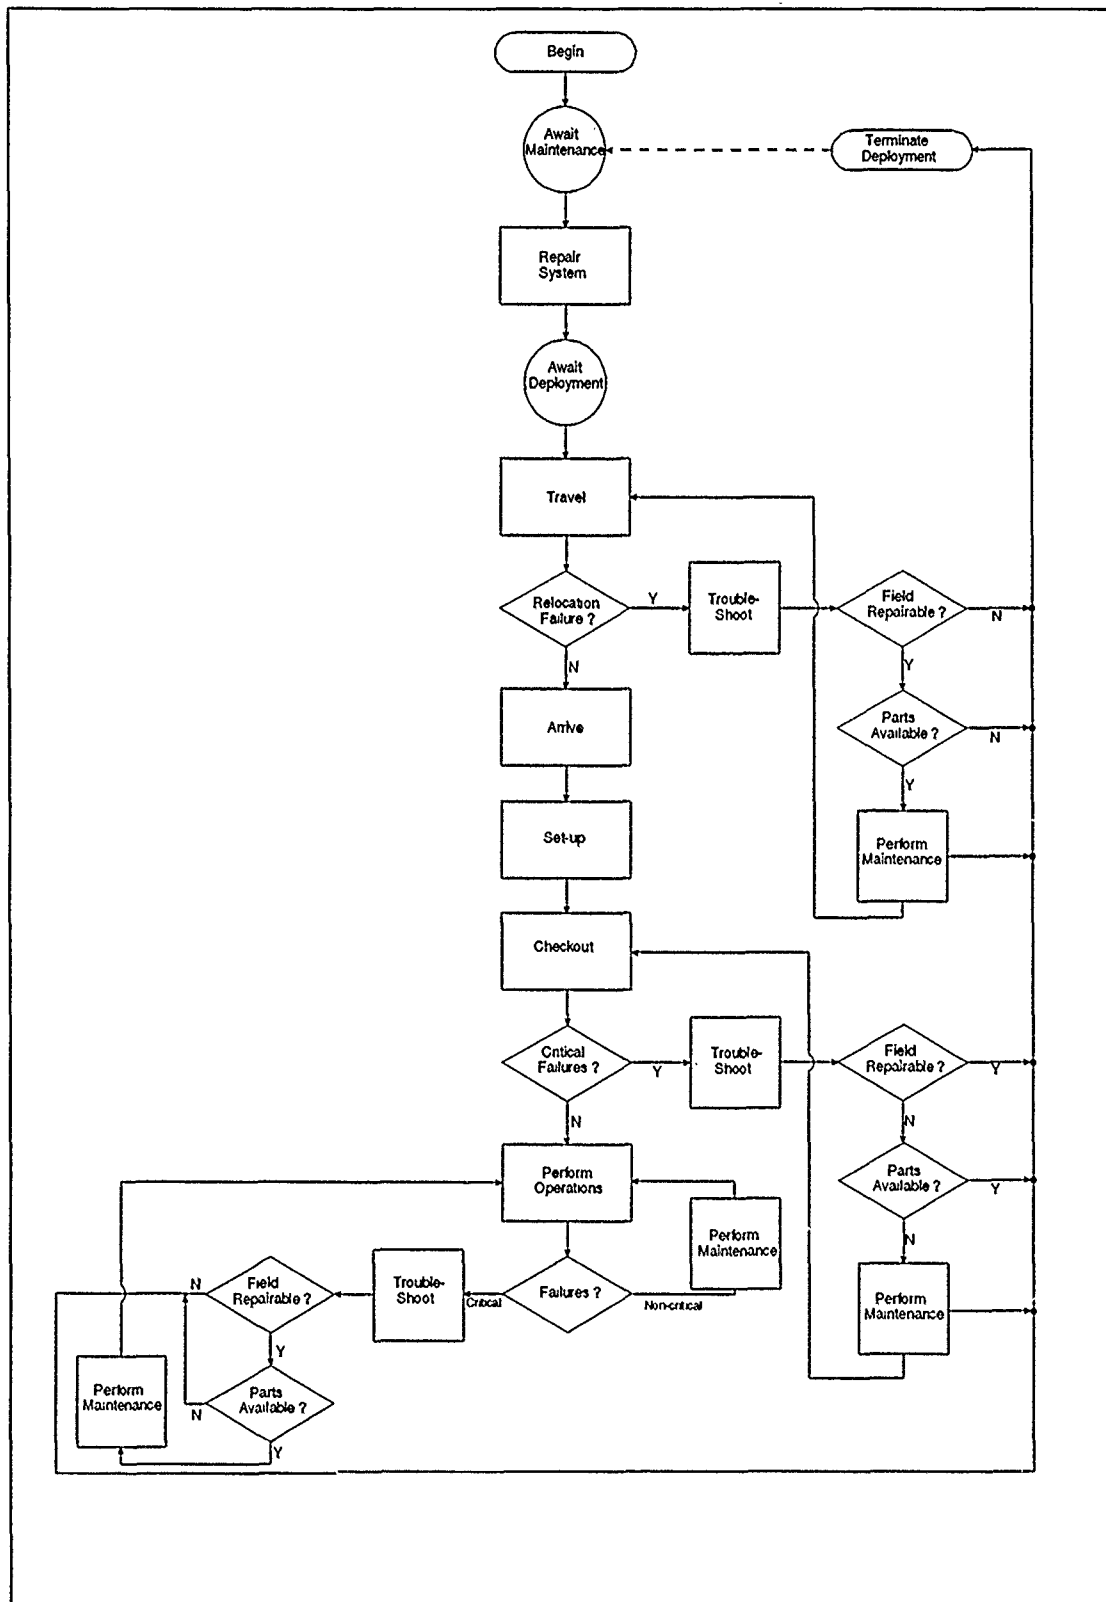 Begin
Await
Maintenance
Terminate
Deployment
Repair
System
Await
Deployment
Travel
Relocation
Failure ?
Y
Trouble-
Shoot
Field
Repairable ?
N
N
Y
Arrive
Parts
Available ?
N
Y
Set-up
Perform
Maintenance
Checkout
Critical
Failures ?
Y
Trouble-
Shoot
Field
Repairable ?
Y
N
N
Perform
Operations
Parts
Available ?
Y
N
Perform
Maintenance
Field
Repairable ?
N
Trouble-
Shoot
Critical
Failures ?
Non-critical
Perform
Maintenance
Y
Perform
Maintenance
Parts
Available ?
N
Y